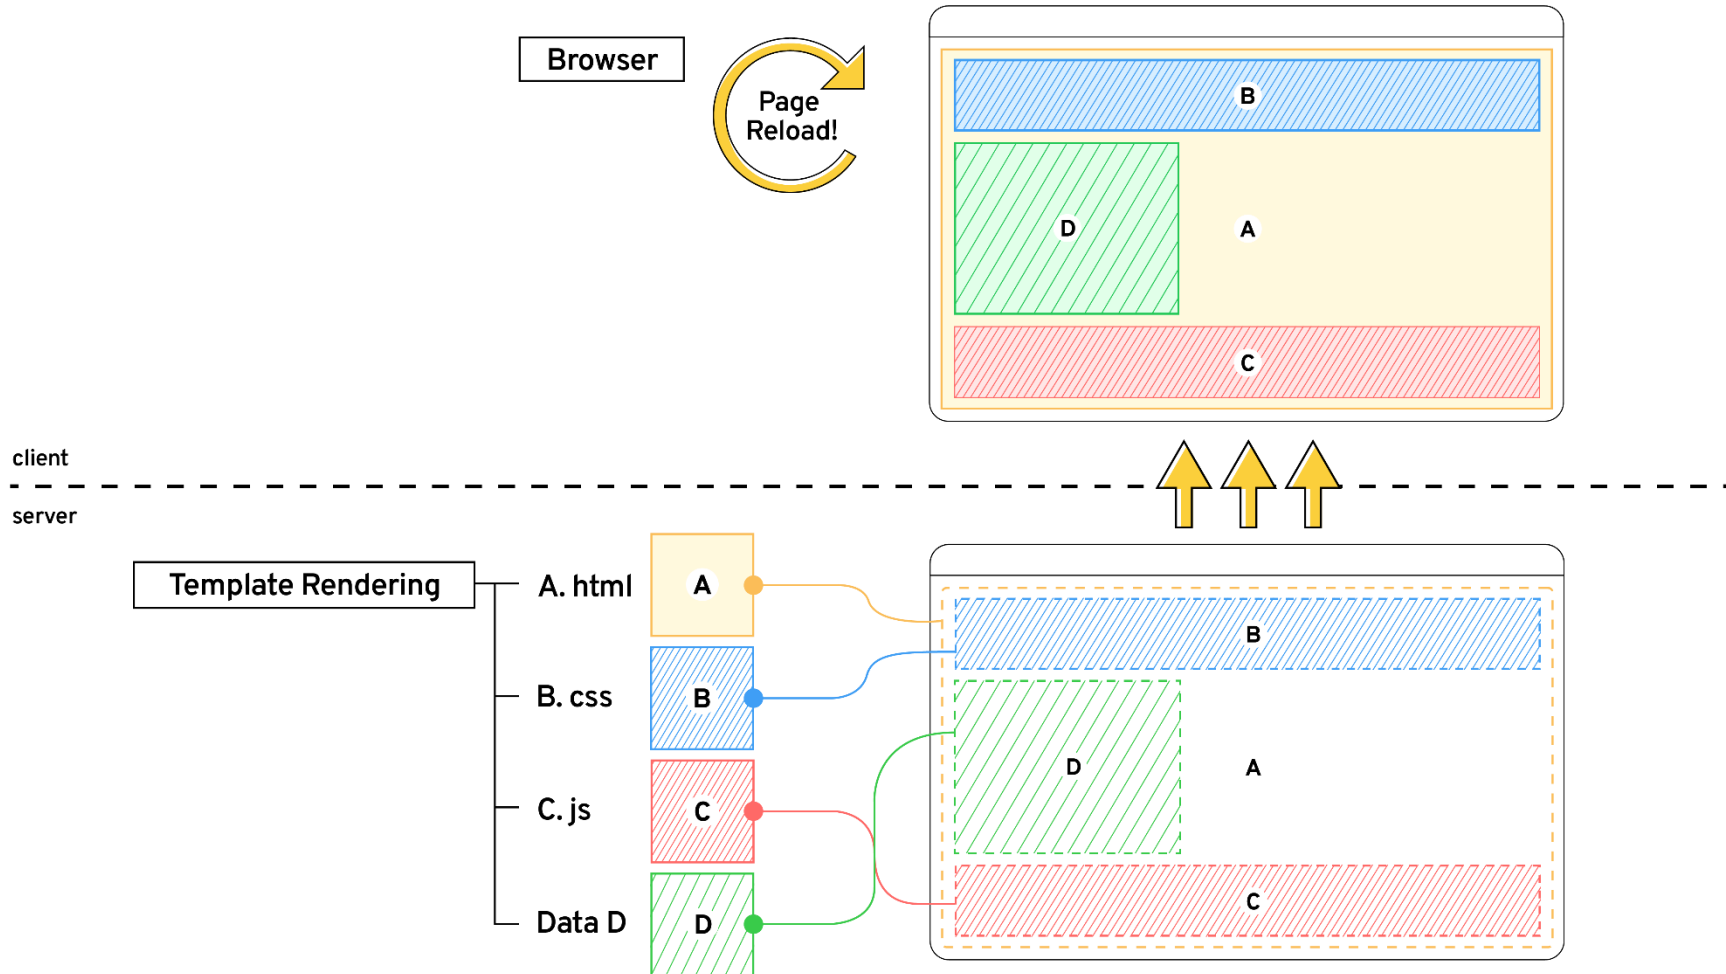 Browser
Page
Reload!
B
D
A
C
client
server
Template Rendering
A. html
A
B. css
B
C. js
C
Data D
D
B
D
A
C